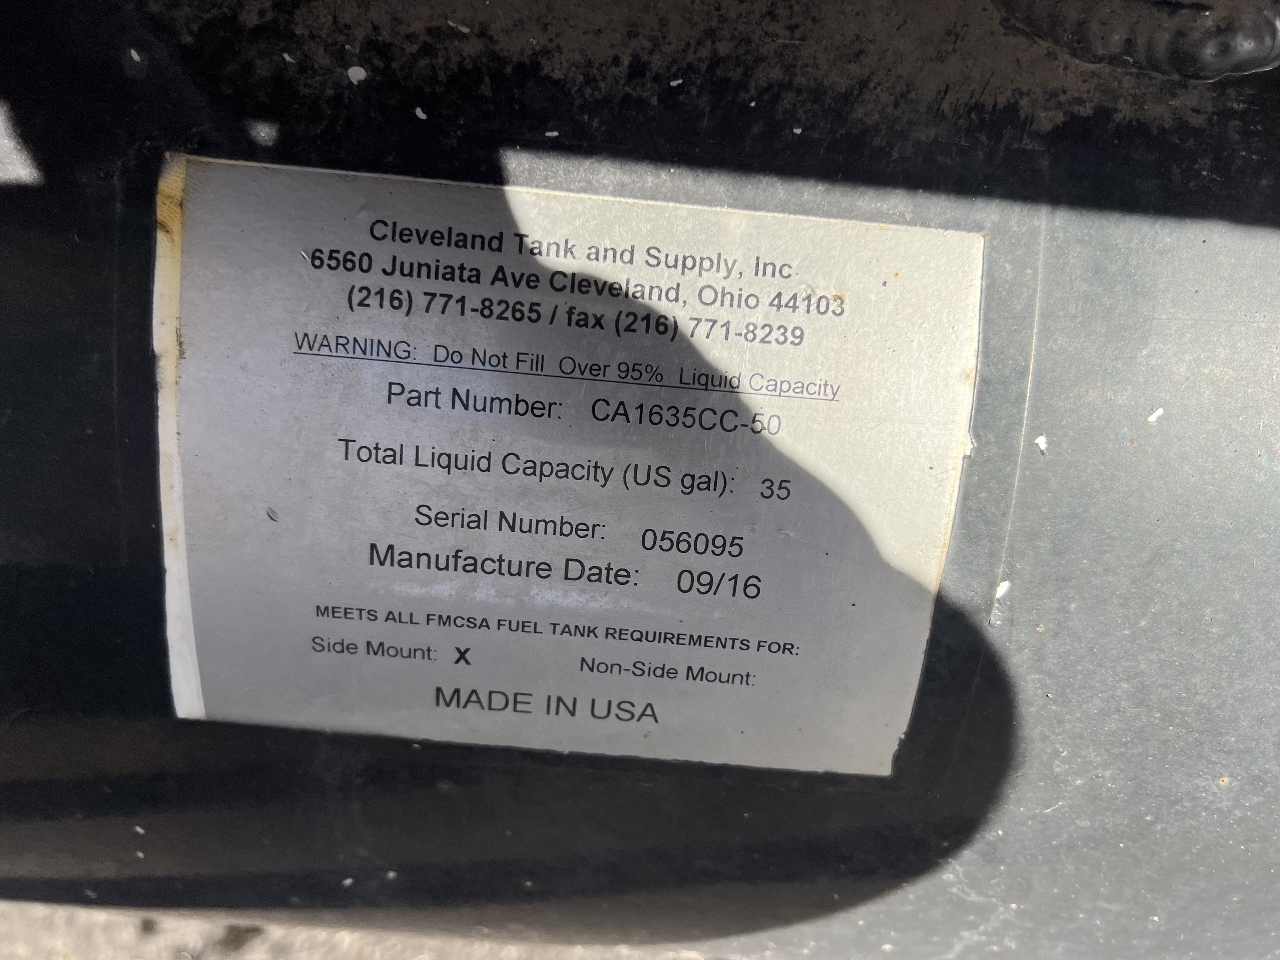 Cleveland Tank and Supply, Inc
6560 Juniata Ave Cleveland, Ohio 44103
(216) 771-8265 / fax (216) 771-8239
WARNING: Do Not Fill Over 95% Liquid Capacity
Part Number: CA1635CC-50
Total Liquid Capacity (US gal): 35
Serial Number: 056095
Manufacture Date: 09/16
MEETS ALL FMCSA FUEL TANK REQUIREMENTS FOR:
Side Mount: X Non-Side Mount:
MADE IN USA